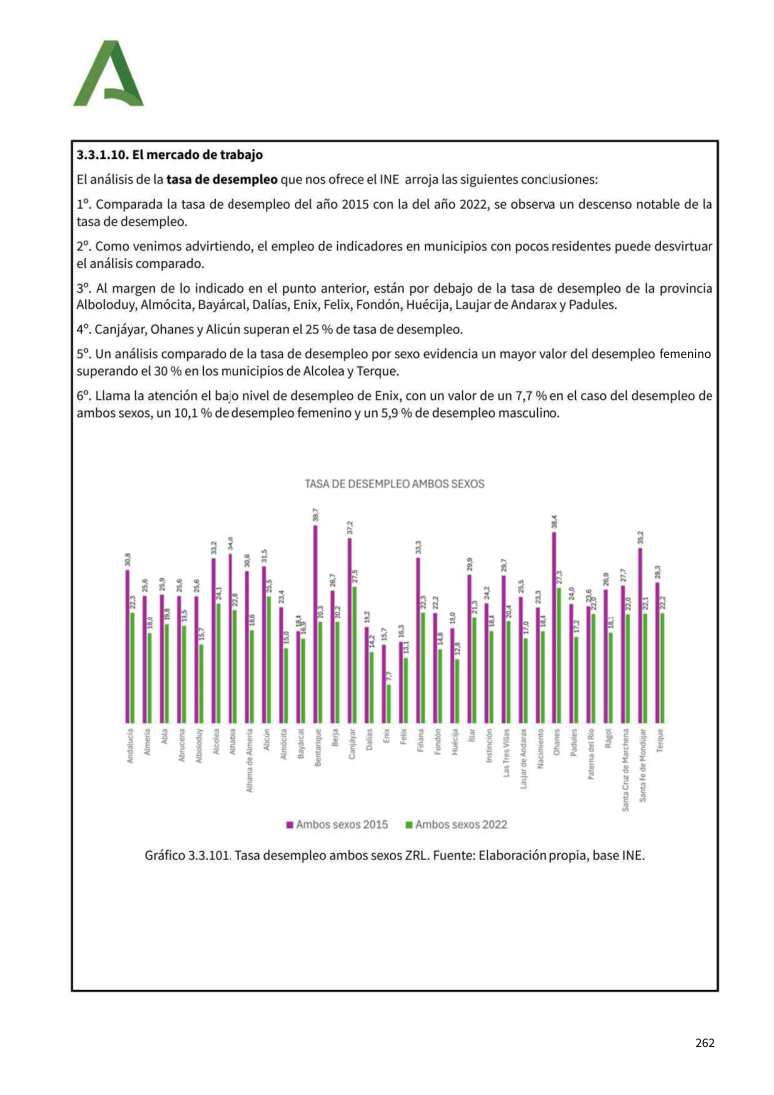 3.3.1.10. El mercado de trabajo
El análisis de la tasa de desempleo que nos ofrece el INE arroja las siguientes conclusiones:
1º. Comparada la tasa de desempleo del año 2015 con la del año 2022, se observa un descenso notable de la
tasa de desempleo.
2º. Como venimos advirtiendo, el empleo de indicadores en municipios con pocos residentes puede desvirtuar
el análisis comparado.
3º. Al margen de lo indicado en el punto anterior, están por debajo de la tasa de desempleo de la provincia
Alboloduy, Almócita, Bayárcal, Dalías, Enix, Felix, Fondón, Huécija, Laujar de Andarax y Padules.
4º. Canjáyar, Ohanes y Alicún superan el 25 % de tasa de desempleo.
5º. Un análisis comparado de la tasa de desempleo por sexo evidencia un mayor valor del desempleo femenino
superando el 30 % en los municipios de Alcolea y Terque.
6º. Llama la atención el bajo nivel de desempleo de Enix, con un valor de un 7,7 % en el caso del desempleo de
ambos sexos, un 10,1 % de desempleo femenino y un 5,9 % de desempleo masculino.
TASA DE DESEMPLEO AMBOS SEXOS
30,8 22,3 25,6 18,0 25,9 19,8 25,6 19,5 25,6 15,7 33,2 24,1 34,0 22,8 30,6 18,6 31,5 25,5 23,4 15,0 18,4 16,9 39,7 20,3 26,7 20,2 37,2 27,5 19,2 14,2 15,7 7,7 16,3 13,1 33,3 22,3 22,2 14,8 19,0 12,8 29,9 21,3 24,2 18,4 29,7 20,4 25,5 17,0 23,3 18,4 38,4 27,3 24,0 17,2 23,6 22,0 26,9 18,1 27,7 22,0 35,2 22,1 28,3 22,2
Andalucía
Almería
Abla
Abrucena
Alboloduy
Alcolea
Alhabia
Alhama de Almería
Alicún
Almócita
Bayárcal
Bentarique
Berja
Canjáyar
Dalías
Enix
Felix
Fiñana
Fondón
Huécija
Íllar
Instinción
Las Tres Villas
Laujar de Andarax
Nacimiento
Ohanes
Padules
Paterna del Río
Rágol
Santa Cruz de Marchena
Santa Fe de Mondújar
Terque
Ambos sexos 2015 Ambos sexos 2022
Gráfico 3.3.101. Tasa desempleo ambos sexos ZRL. Fuente: Elaboración propia, base INE.
262